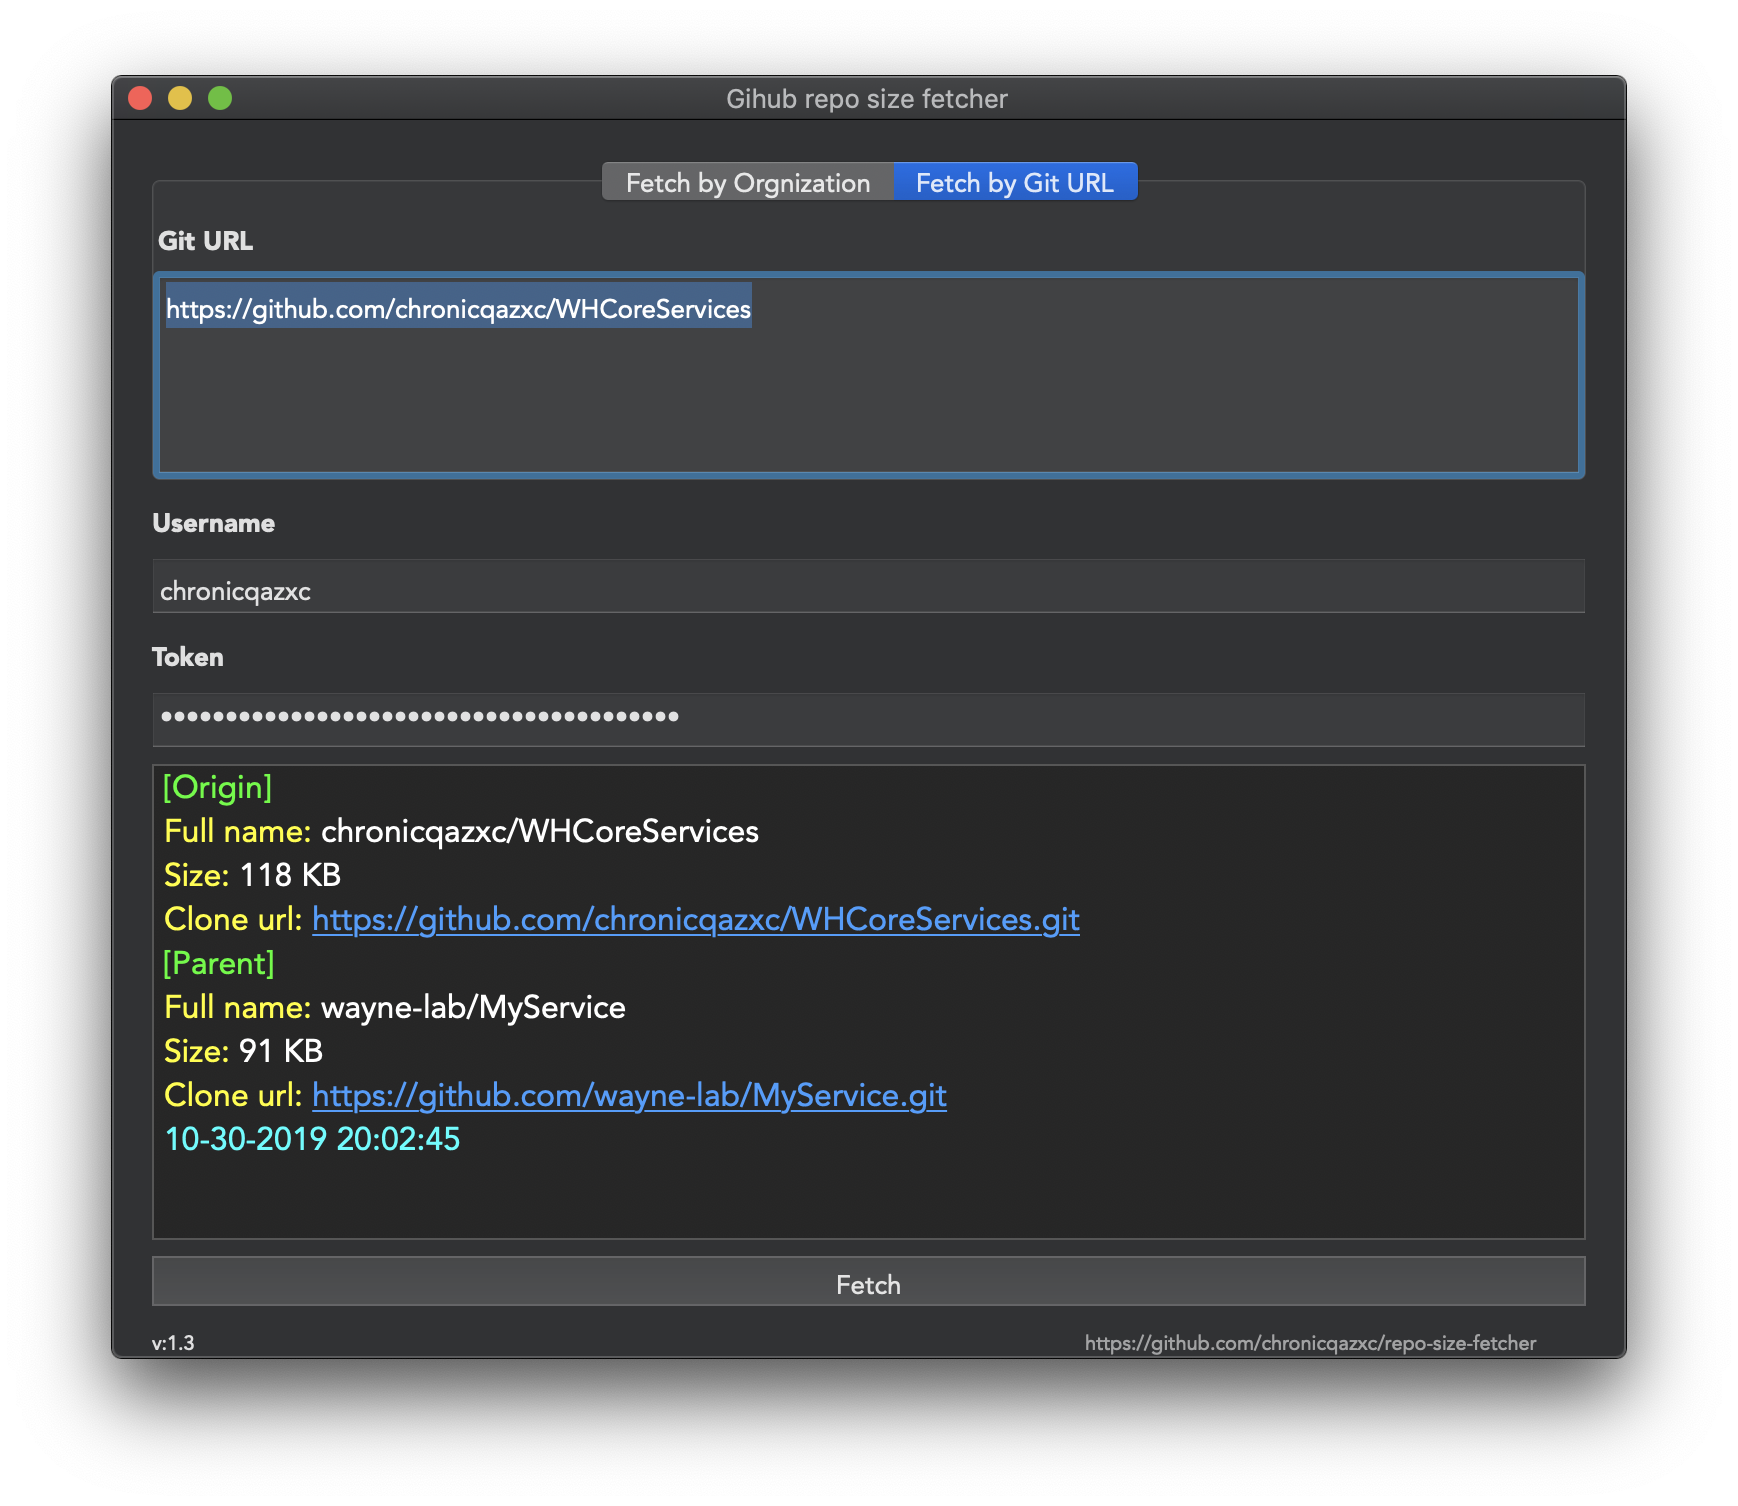 Gihub repo size fetcher
Fetch by Orgnization
Fetch by Git URL
Git URL
https://github.com/chronicqazxc/WHCoreServices
Username
chronicqazxc
Token
••••••••••••••••••••••••••••••••••••••••
[Origin]
Full name: chronicqazxc/WHCoreServices
Size: 118 KB
Clone url: https://github.com/chronicqazxc/WHCoreServices.git
[Parent]
Full name: wayne-lab/MyService
Size: 91 KB
Clone url: https://github.com/wayne-lab/MyService.git
10-30-2019 20:02:45
Fetch
v:1.3
https://github.com/chronicqazxc/repo-size-fetcher